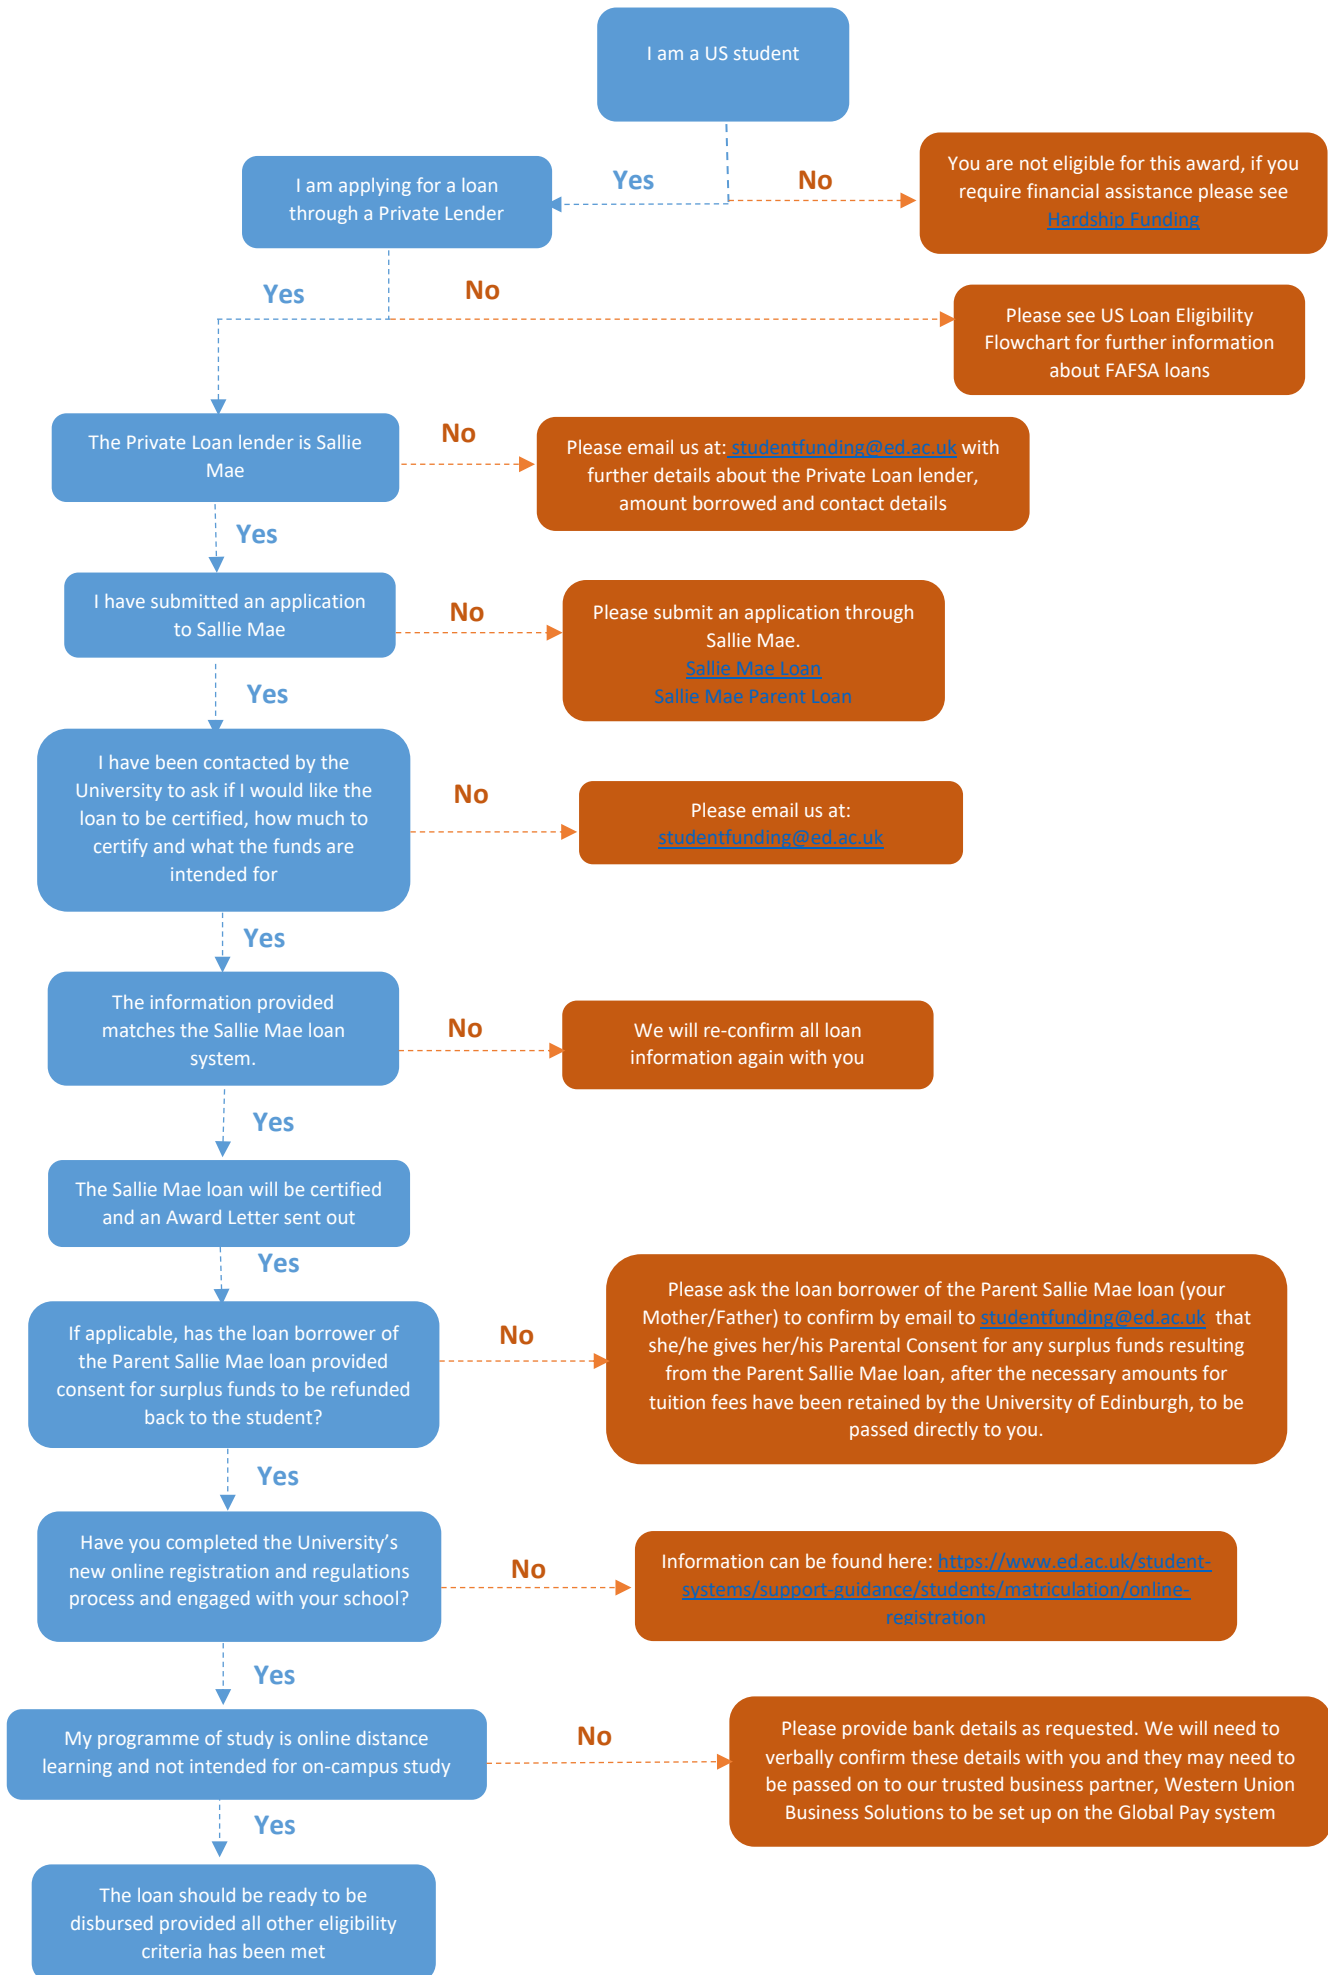 I am a US student
You are not eligible for this award, if you
require financial assistance please see
Hardship Funding
I am applying for a loan
through a Private Lender
Yes
No
Yes
No
Please see US Loan Eligibility
Flowchart for further information
about FAFSA loans
The Private Loan lender is Sallie
Mae
No
Please email us at: studentfunding@ed.ac.uk with
further details about the Private Loan lender,
amount borrowed and contact details
Yes
I have submitted an application
to Sallie Mae
No
Please submit an application through
Sallie Mae.
Sallie Mae Loan
Sallie Mae Parent Loan
Yes
I have been contacted by the
University to ask if I would like the
loan to be certified, how much to
certify and what the funds are
intended for
No
Please email us at:
studentfunding@ed.ac.uk
Yes
The information provided
matches the Sallie Mae loan
system.
No
We will re-confirm all loan
information again with you
Yes
The Sallie Mae loan will be certified
and an Award Letter sent out
Yes
If applicable, has the loan borrower of
the Parent Sallie Mae loan provided
consent for surplus funds to be refunded
back to the student?
No
Please ask the loan borrower of the Parent Sallie Mae loan (your
Mother/Father) to confirm by email to studentfunding@ed.ac.uk that
she/he gives her/his Parental Consent for any surplus funds resulting
from the Parent Sallie Mae loan, after the necessary amounts for
tuition fees have been retained by the University of Edinburgh, to be
passed directly to you.
Yes
Have you completed the University's
new online registration and regulations
process and engaged with your school?
No
Information can be found here: https://www.ed.ac.uk/student-
systems/support-guidance/students/matriculation/online-
registration
Yes
My programme of study is online distance
learning and not intended for on-campus study
No
Please provide bank details as requested. We will need to
verbally confirm these details with you and they may need to
be passed on to our trusted business partner, Western Union
Business Solutions to be set up on the Global Pay system
Yes
The loan should be ready to be
disbursed provided all other eligibility
criteria has been met